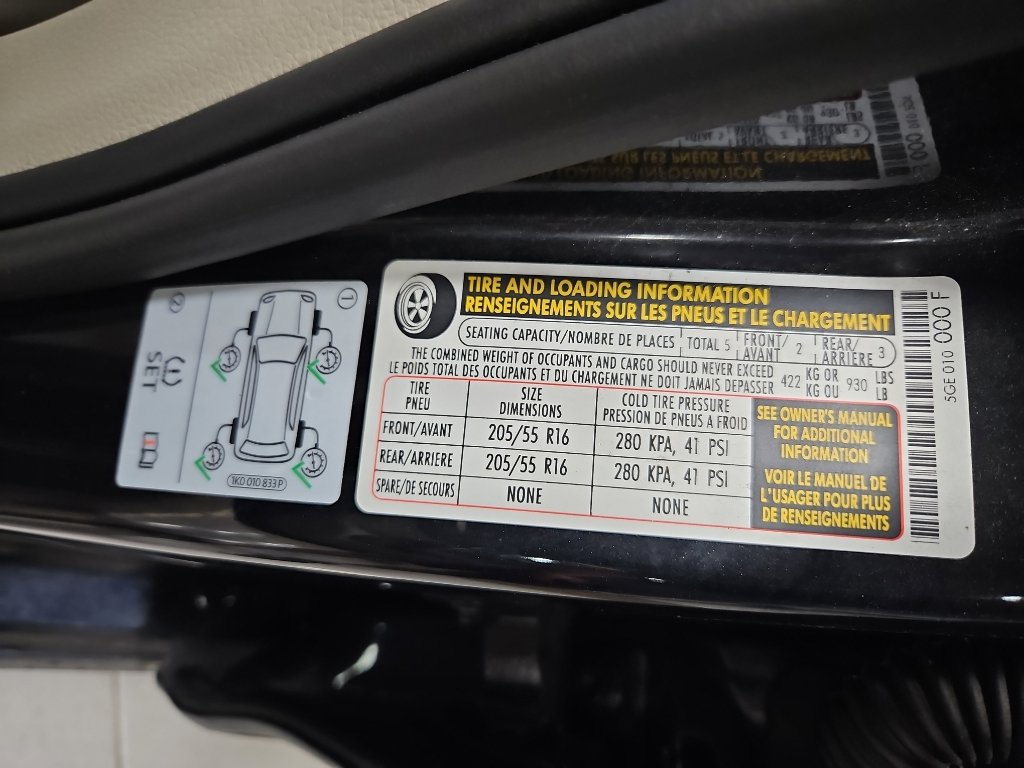 TIRE AND LOADING INFORMATION
RENSEIGNEMENTS SUR LES PNEUS ET LE CHARGEMENT
SEATING CAPACITY/NOMBRE DE PLACES TOTAL 5 FRONT/AVANT 2 REAR/ARRIERE 3
THE COMBINED WEIGHT OF OCCUPANTS AND CARGO SHOULD NEVER EXCEED
LE POIDS TOTAL DES OCCUPANTS ET DU CHARGEMENT NE DOIT JAMAIS DEPASSER
422 KG OR KG OU 930 LBS LB
TIRE PNEU SIZE DIMENSIONS COLD TIRE PRESSURE PRESSION DE PNEUS A FROID
FRONT/AVANT 205/55 R16 280 KPA, 41 PSI
REAR/ARRIERE 205/55 R16 280 KPA, 41 PSI
SPARE/DE SECOURS NONE NONE
SEE OWNER'S MANUAL
FOR ADDITIONAL
INFORMATION
VOIR LE MANUEL DE
L'USAGER POUR PLUS
DE RENSEIGNEMENTS
5GE 010 000 F
1
2
SET
1K0 010 833 P